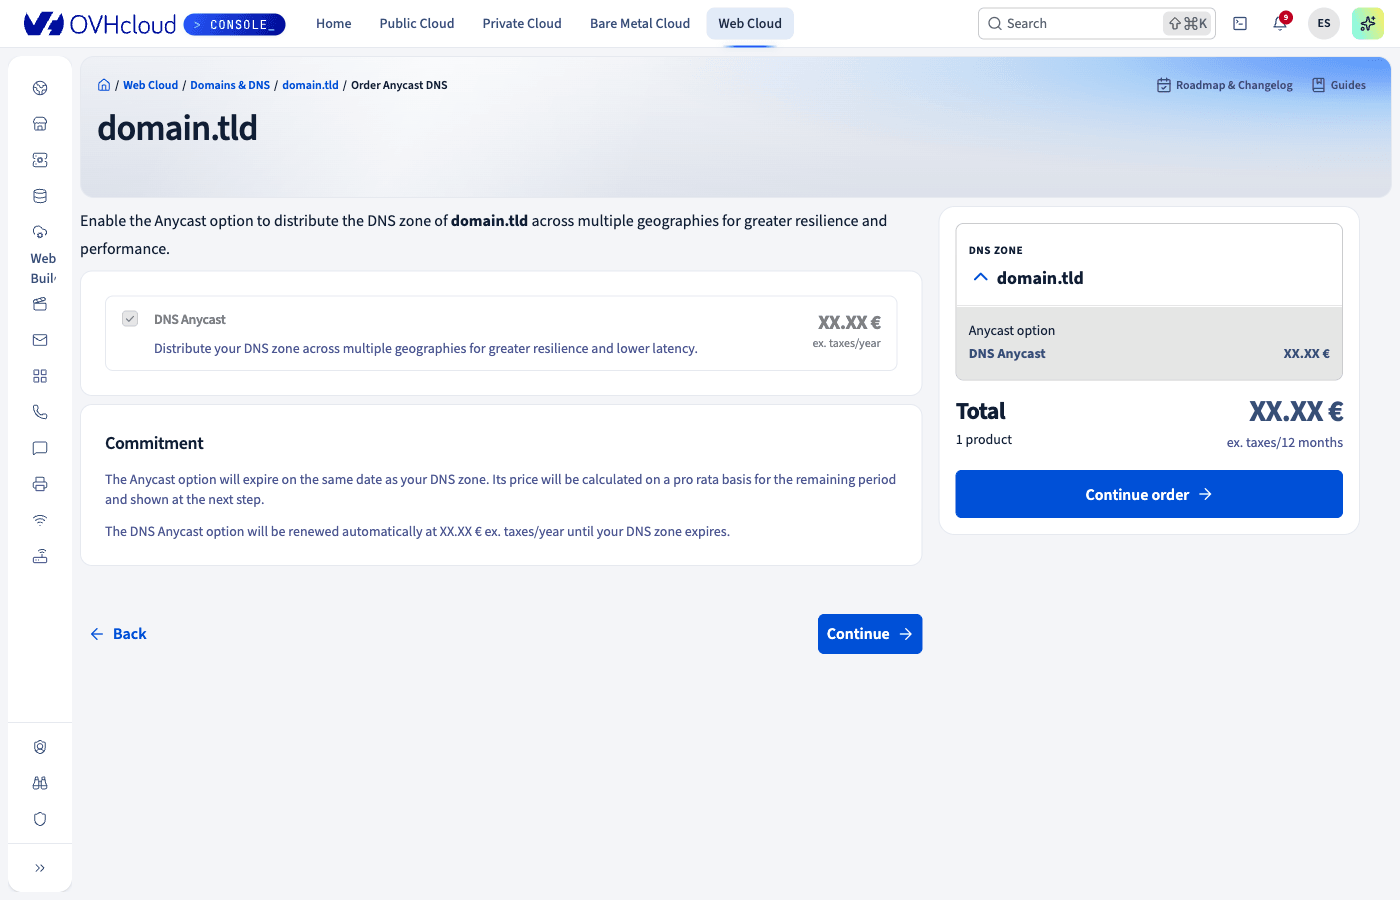 OVHcloud > CONSOLE_ Home Public Cloud Private Cloud Bare Metal Cloud Web Cloud Search ⇧⌘K 9 ES
/ Web Cloud / Domains & DNS / domain.tld / Order Anycast DNS
Roadmap & Changelog Guides
domain.tld
Web
Buil
Enable the Anycast option to distribute the DNS zone of domain.tld across multiple geographies for greater resilience and
performance.
DNS Anycast XX.XX €
Distribute your DNS zone across multiple geographies for greater resilience and lower latency. ex. taxes/year
Commitment
The Anycast option will expire on the same date as your DNS zone. Its price will be calculated on a pro rata basis for the remaining period
and shown at the next step.
The DNS Anycast option will be renewed automatically at XX.XX € ex. taxes/year until your DNS zone expires.
Back Continue
DNS ZONE
domain.tld
Anycast option
DNS Anycast XX.XX €
Total XX.XX €
1 product ex. taxes/12 months
Continue order